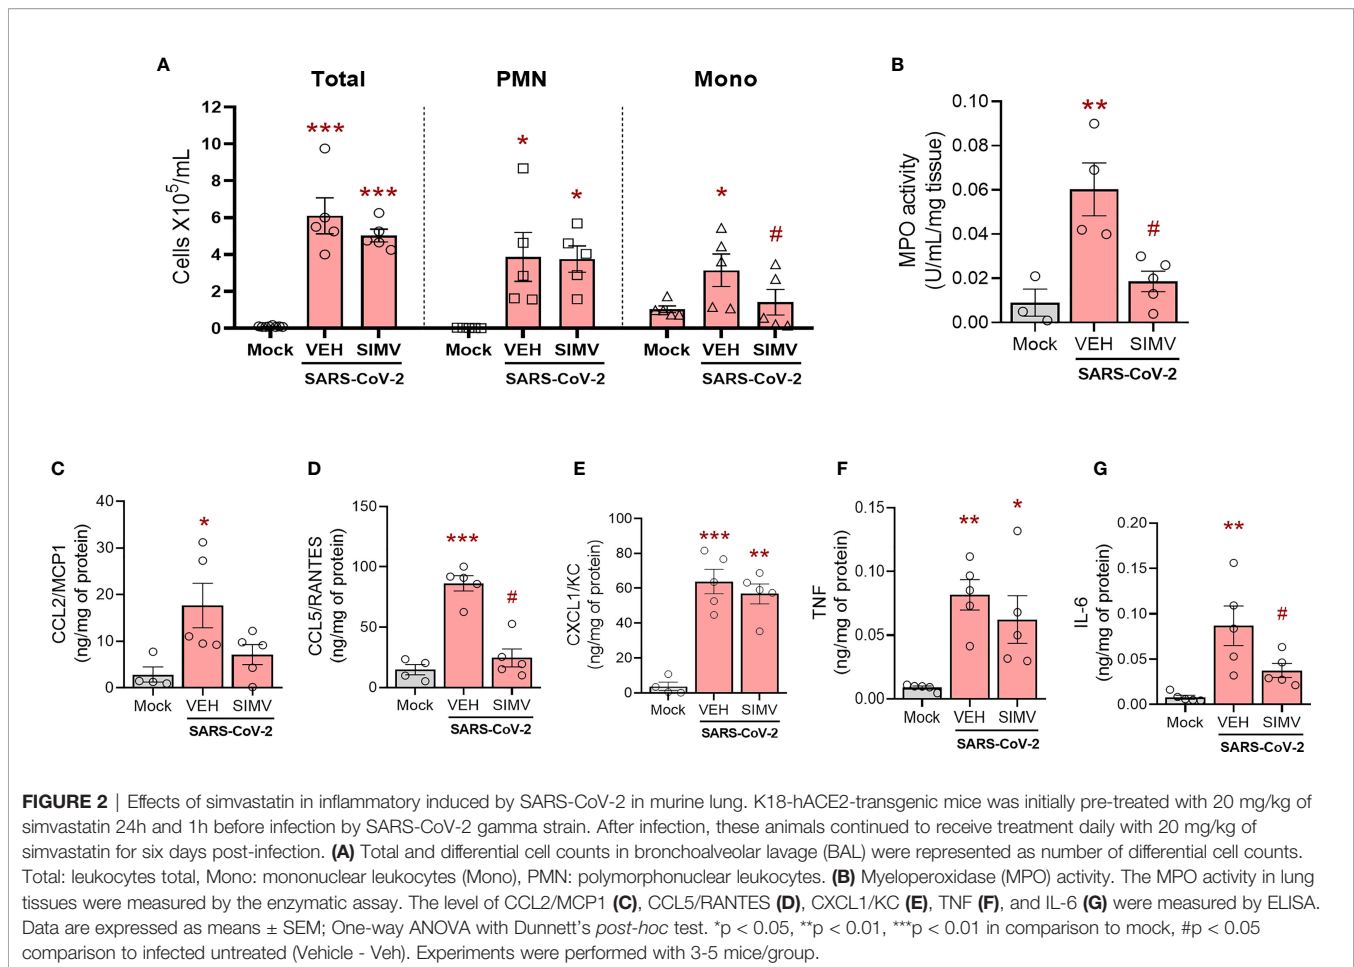 A
Total
PMN
Mono
Cells X10⁵/mL
12
10
8
6
4
2
0
***
***
*
*
*
#
Mock
VEH
SIMV
Mock
VEH
SIMV
Mock
VEH
SIMV
SARS-CoV-2
SARS-CoV-2
SARS-CoV-2
B
MPO activity
(U/mL/mg tissue)
0.10
0.08
0.06
0.04
0.02
0.00
**
#
Mock
VEH
SIMV
SARS-CoV-2
C
CCL2/MCP1
(ng/mg of protein)
40
30
20
10
0
*
Mock
VEH
SIMV
SARS-CoV-2
D
CCL5/RANTES
(ng/mg of protein)
150
100
50
0
***
#
Mock
VEH
SIMV
SARS-CoV-2
E
CXCL1/KC
(ng/mg of protein)
100
80
60
40
20
0
***
**
Mock
VEH
SIMV
SARS-CoV-2
F
TNF
(ng/mg of protein)
0.15
0.10
0.05
0.00
**
*
Mock
VEH
SIMV
SARS-CoV-2
G
IL-6
(ng/mg of protein)
0.20
0.15
0.10
0.05
0.00
**
#
Mock
VEH
SIMV
SARS-CoV-2
FIGURE 2 | Effects of simvastatin in inflammatory induced by SARS-CoV-2 in murine lung. K18-hACE2-transgenic mice was initially pre-treated with 20 mg/kg of
simvastatin 24h and 1h before infection by SARS-CoV-2 gamma strain. After infection, these animals continued to receive treatment daily with 20 mg/kg of
simvastatin for six days post-infection. (A) Total and differential cell counts in bronchoalveolar lavage (BAL) were represented as number of differential cell counts.
Total: leukocytes total, Mono: mononuclear leukocytes (Mono), PMN: polymorphonuclear leukocytes. (B) Myeloperoxidase (MPO) activity. The MPO activity in lung
tissues were measured by the enzymatic assay. The level of CCL2/MCP1 (C), CCL5/RANTES (D), CXCL1/KC (E), TNF (F), and IL-6 (G) were measured by ELISA.
Data are expressed as means ± SEM; One-way ANOVA with Dunnett's post-hoc test. *p < 0.05, **p < 0.01, ***p < 0.01 in comparison to mock, #p < 0.05
comparison to infected untreated (Vehicle - Veh). Experiments were performed with 3-5 mice/group.